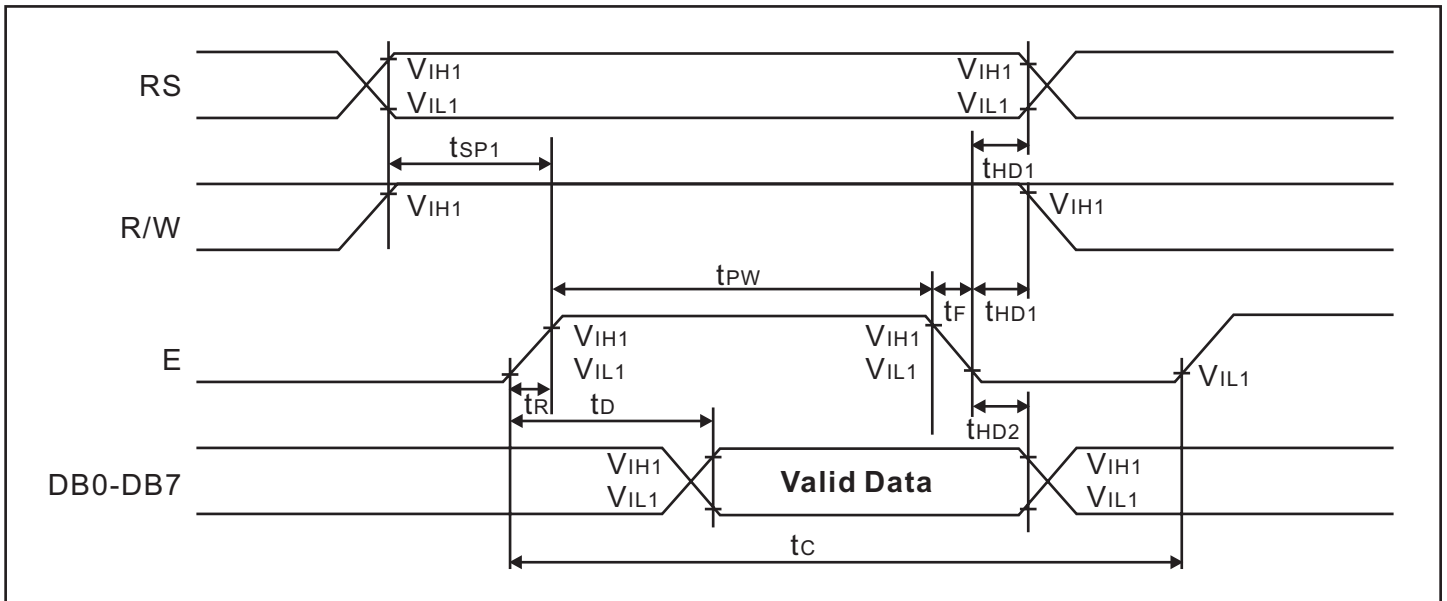 RS
VIH1
VIL1
VIH1
VIL1
tSP1
tHD1
R/W
VIH1
VIH1
tPW
tF
tHD1
E
VIH1
VIL1
VIH1
VIL1
VIL1
tR
tD
tHD2
DB0-DB7
VIH1
VIL1
Valid Data
VIH1
VIL1
tC